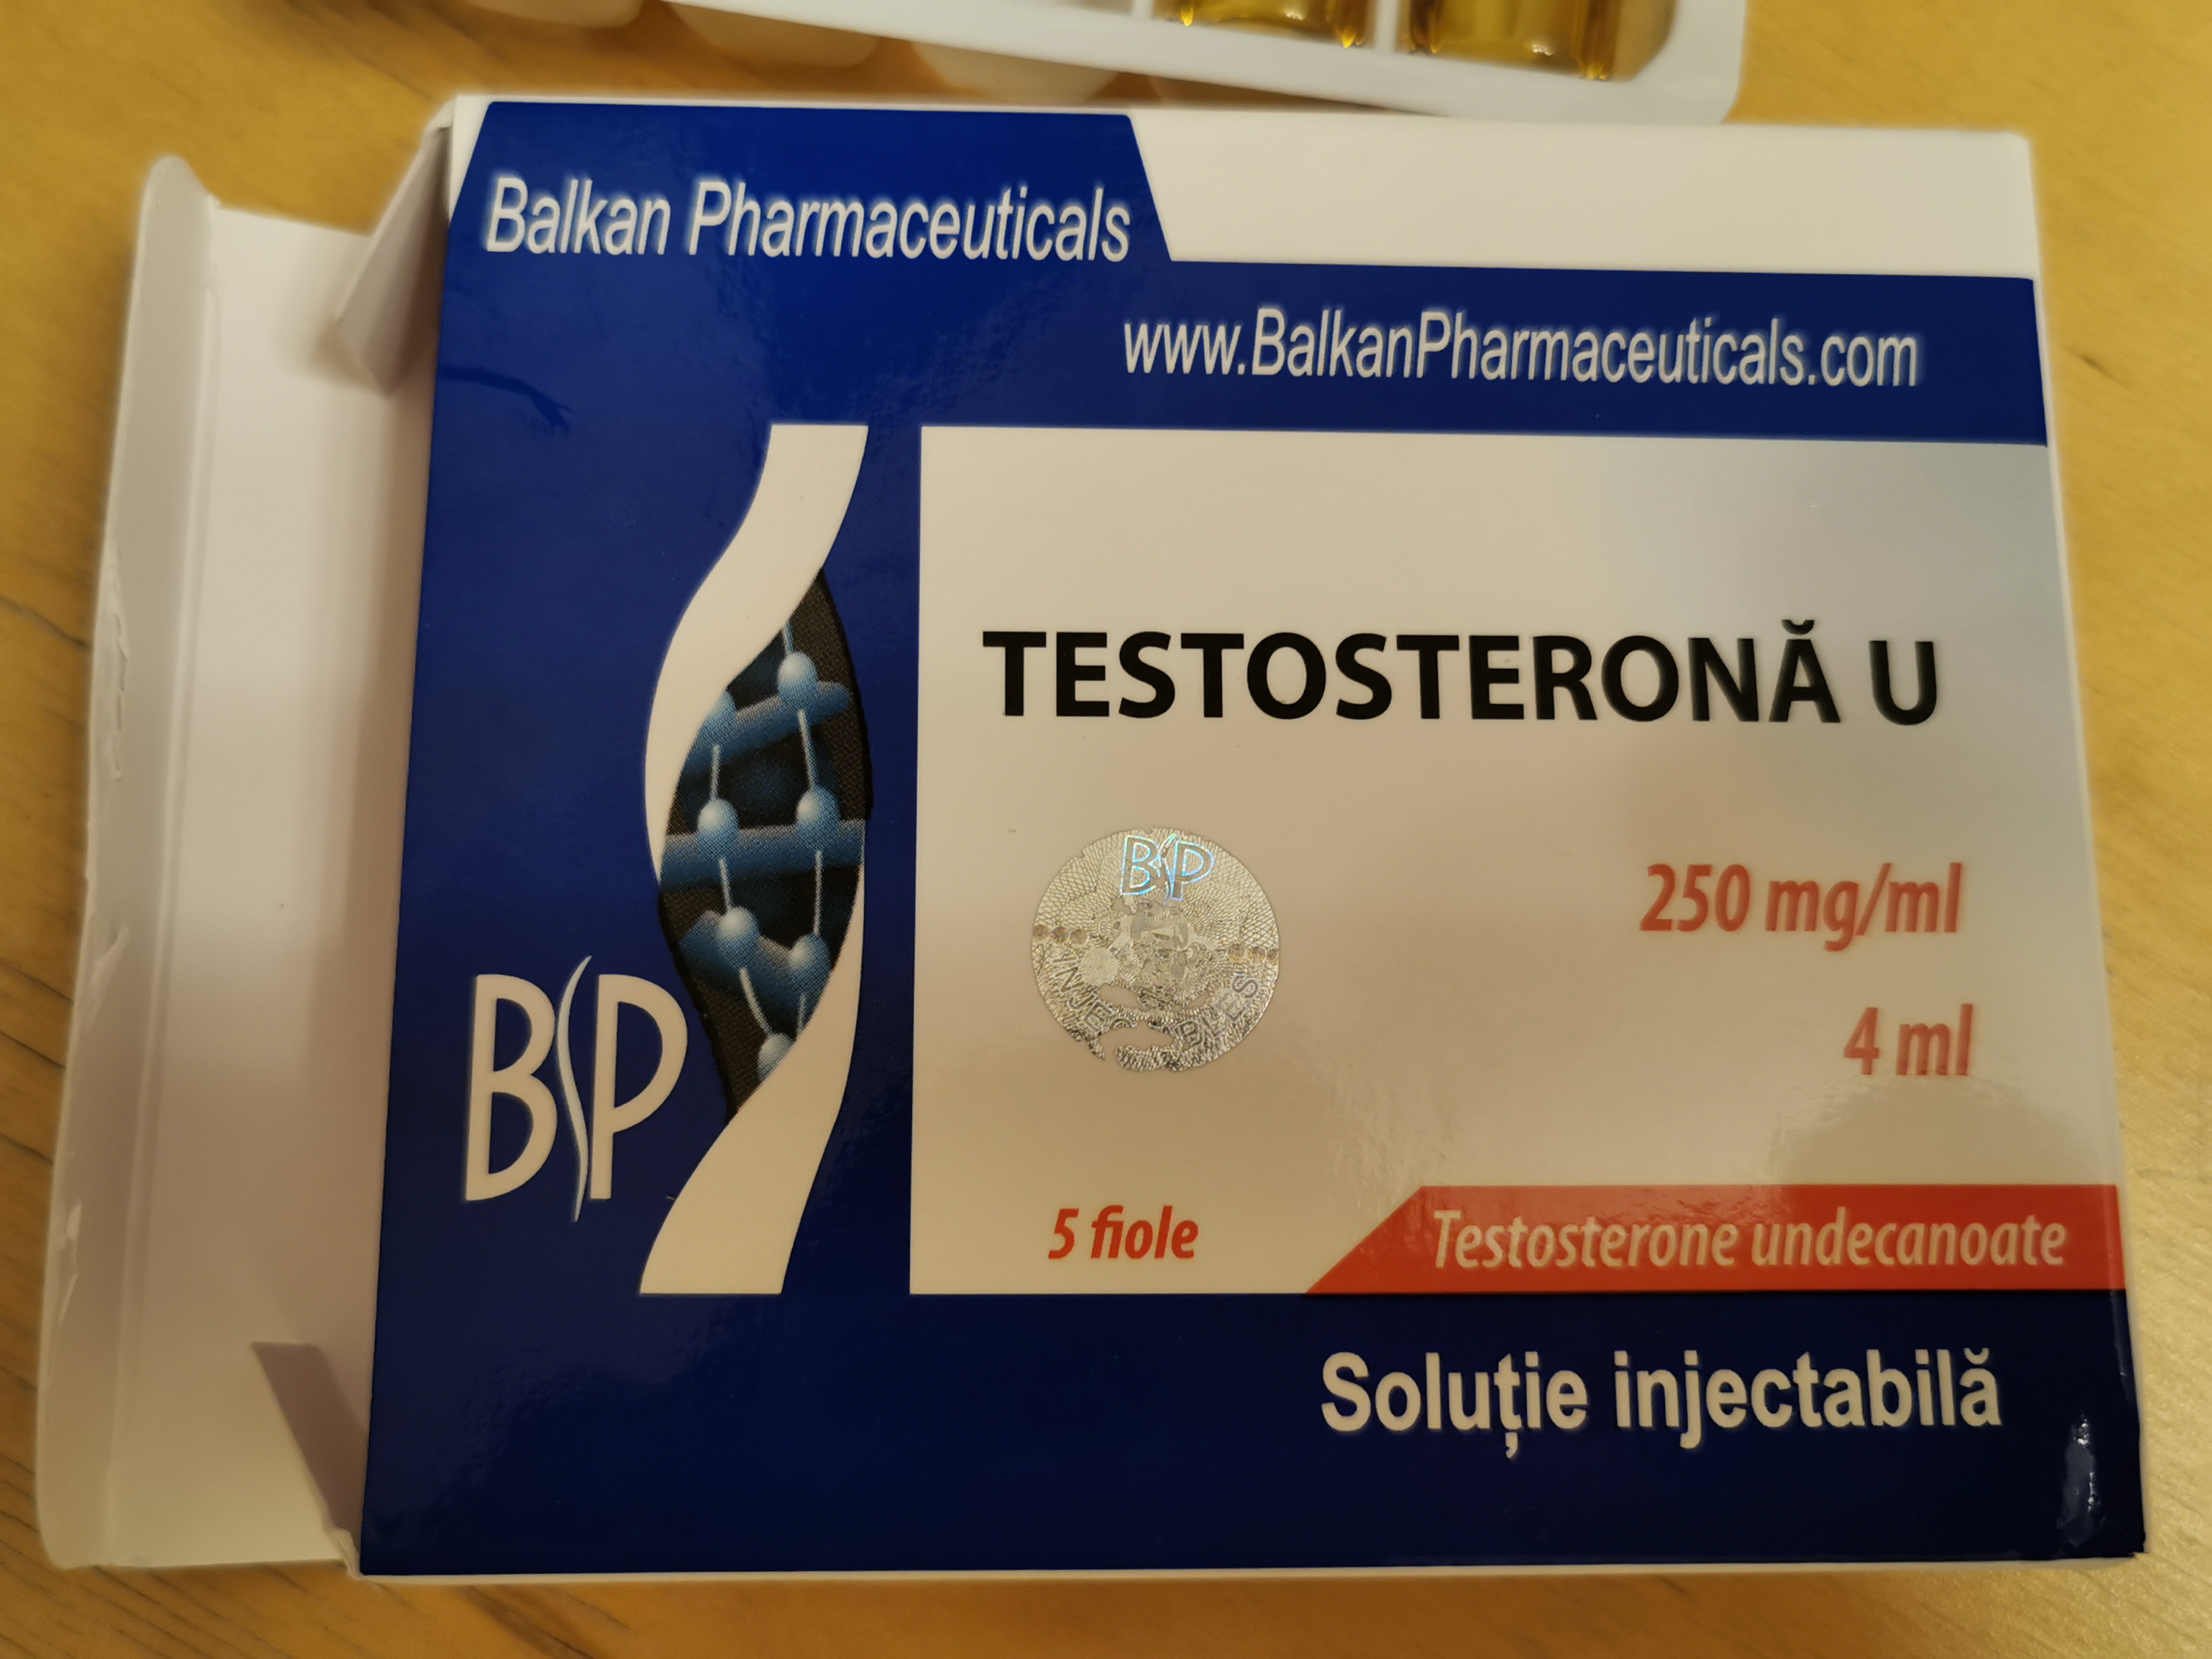 Balkan Pharmaceuticals
www.BalkanPharmaceuticals.com
TESTOSTERONĂ U
250 mg/ml
4 ml
BP
BP
5 fiole
Testosterone undecanoate
Soluție injectabilă